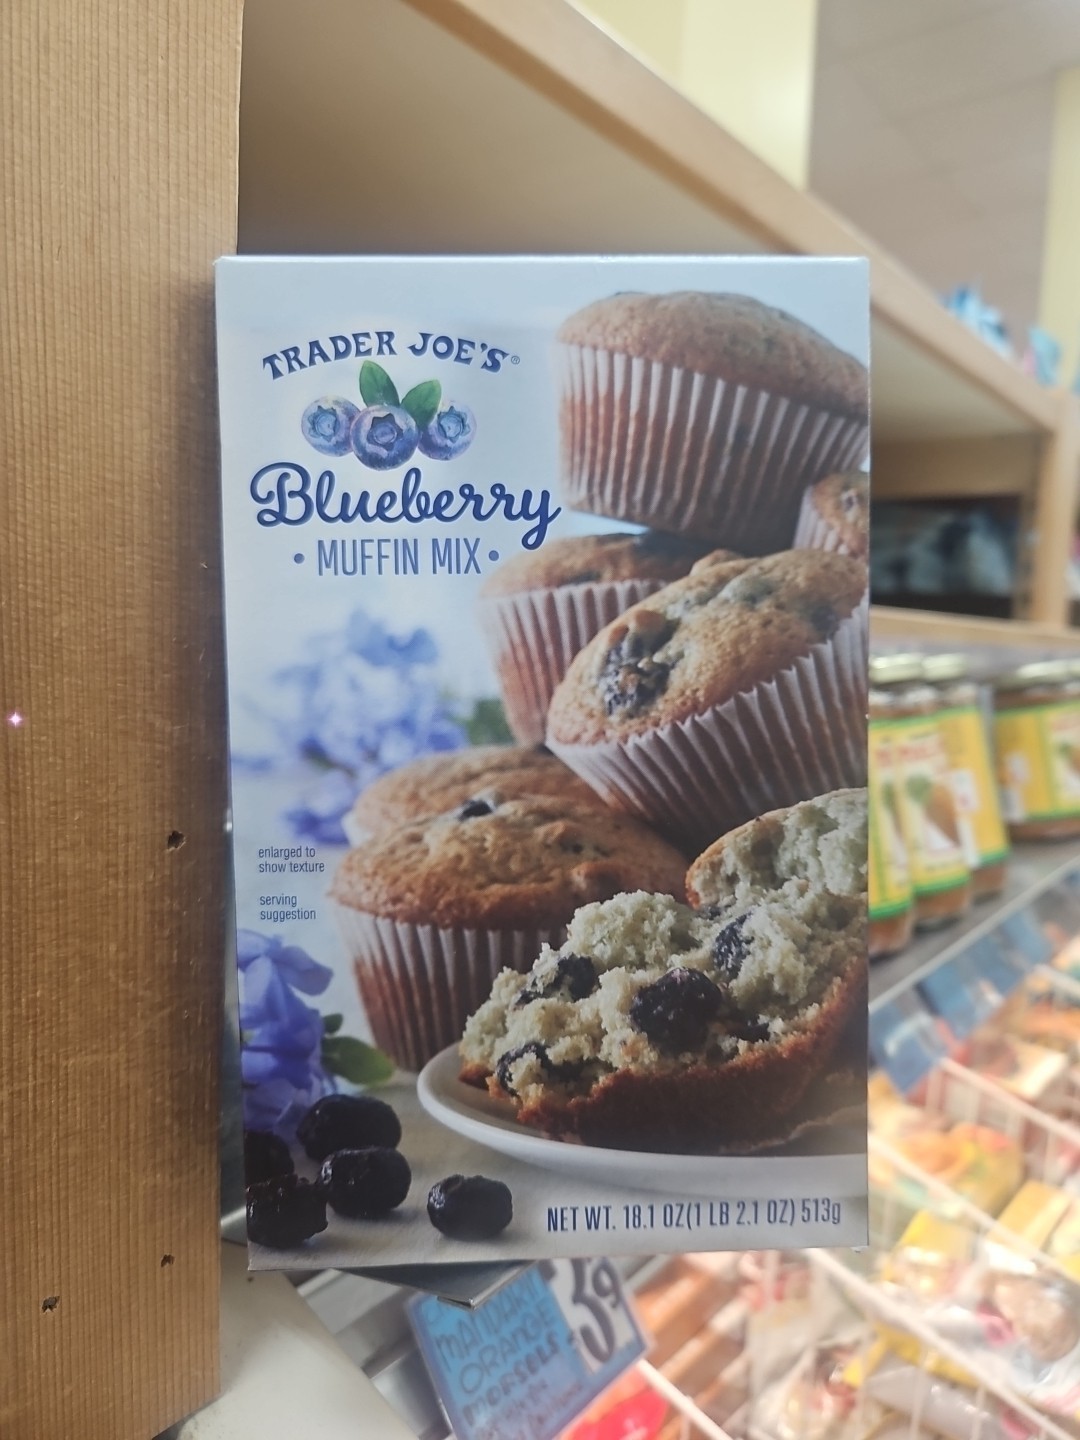 TRADER JOE'S®
Blueberry
• MUFFIN MIX •
enlarged to
show texture
serving
suggestion
NET WT. 18.1 OZ(1 LB 2.1 OZ) 513g
MANDARIN
ORANGE
MORSELS
39